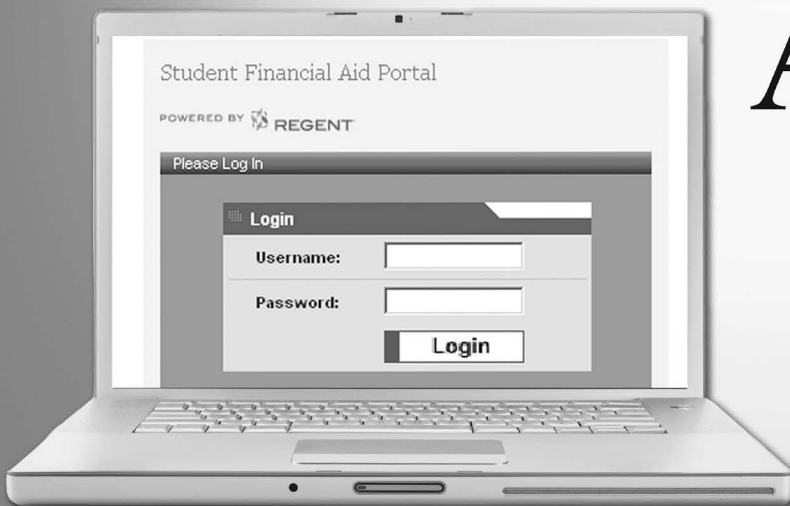 Student Financial Aid Portal
POWERED BY REGENT
Please Log In
Login
Username:
Password:
Login
A